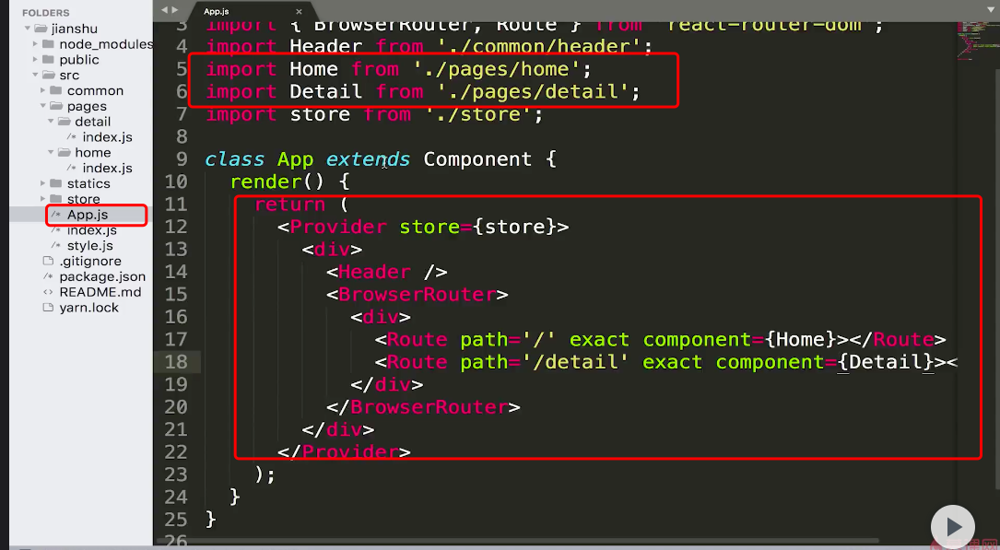 FOLDERS
jianshu
node_modules
public
src
common
pages
detail
/* index.js
home
/* index.js
statics
store
/* App.js
/* index.js
/* style.js
.gitignore
/* package.json
<> README.md
yarn.lock
App.js ×
3 import { BrowserRouter, Route } from 'react-router-dom';
4 import Header from './common/header';
5 import Home from './pages/home';
6 import Detail from './pages/detail';
7 import store from './store';
8
9 class App extends Component {
10 render() {
11 return (
12 <Provider store={store}>
13 <div>
14 <Header />
15 <BrowserRouter>
16 <div>
17 <Route path='/' exact component={Home}></Route>
18 <Route path='/detail' exact component={Detail}><
19 </div>
20 </BrowserRouter>
21 </div>
22 </Provider>
23 );
24 }
25 }
26